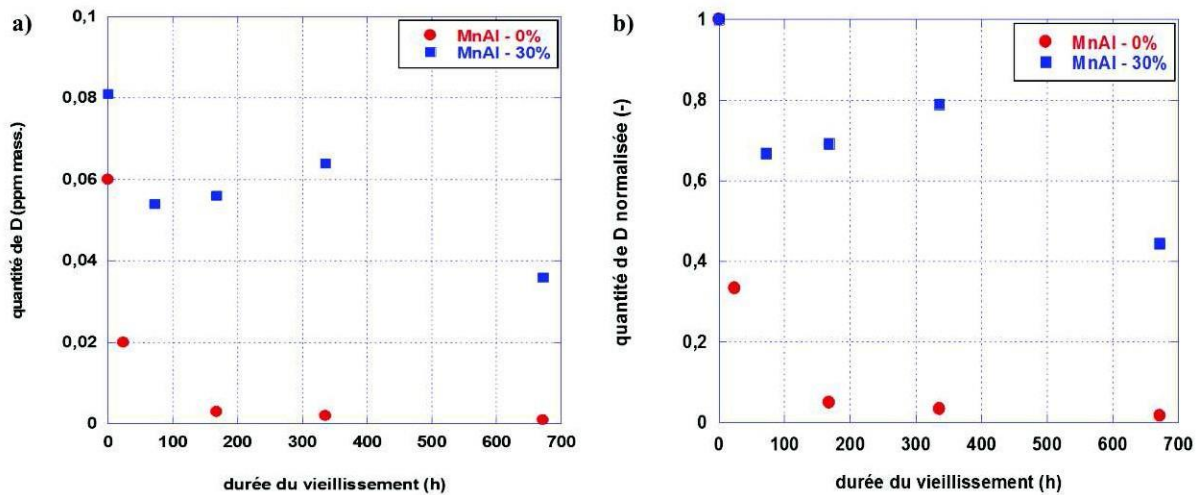 a)
0,1
0,08
0,06
0,04
0,02
0
quantité de D (ppm mass.)
MnAl - 0%
MnAl - 30%
0 100 200 300 400 500 600 700
durée du vieillissement (h)
b)
1
0,8
0,6
0,4
0,2
0
quantité de D normalisée (-)
MnAl - 0%
MnAl - 30%
0 100 200 300 400 500 600 700
durée du vieillissement (h)